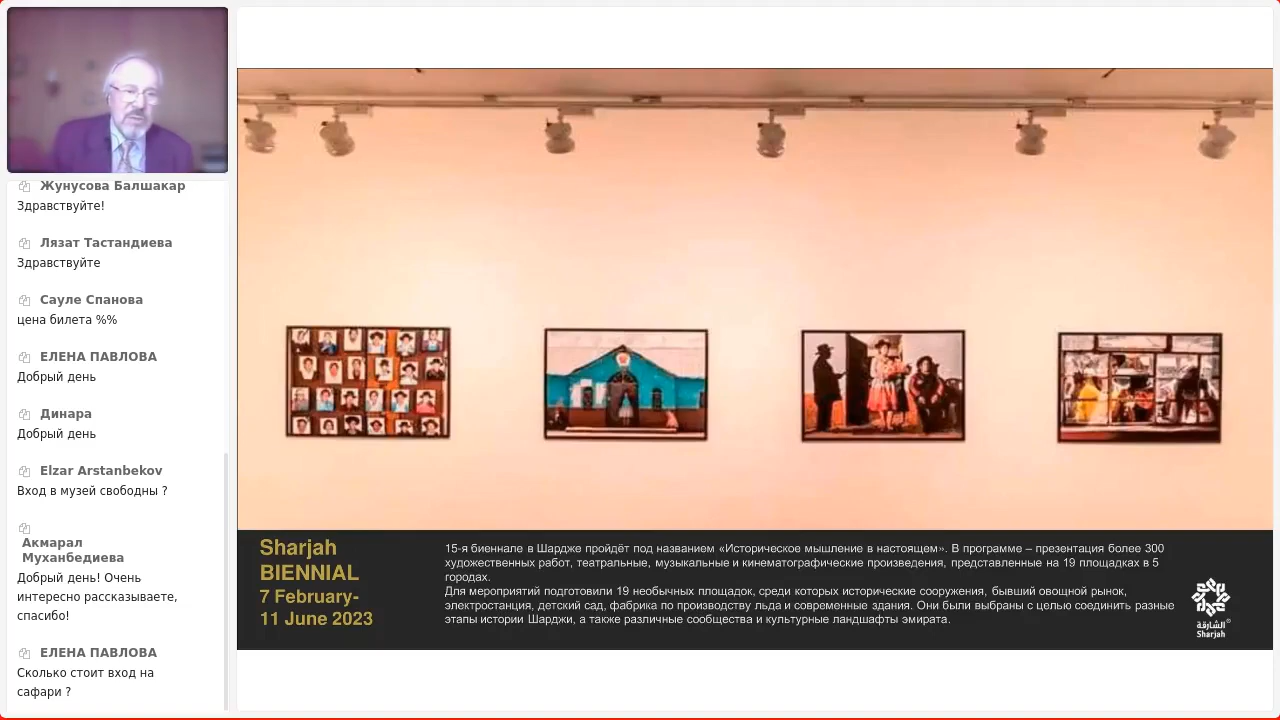 Жунусова Балшакар
Здравствуйте!
Лязат Тастандиева
Здравствуйте
Сауле Спанова
цена билета %%
ЕЛЕНА ПАВЛОВА
Добрый день
Динара
Добрый день
Elzar Arstanbekov
Вход в музей свободны ?
Акмарал
Муханбедиева
Добрый день! Очень
интересно рассказываете,
спасибо!
ЕЛЕНА ПАВЛОВА
Сколько стоит вход на
сафари ?
Sharjah
BIENNIAL
7 February-
11 June 2023
15-я биеннале в Шардже пройдёт под названием «Историческое мышление в настоящем». В программе – презентация более 300
художественных работ, театральные, музыкальные и кинематографические произведения, представленные на 19 площадках в 5
городах.
Для мероприятий подготовили 19 необычных площадок, среди которых исторические сооружения, бывший овощной рынок,
электростанция, детский сад, фабрика по производству льда и современные здания. Они были выбраны с целью соединить разные
этапы истории Шарджи, а также различные сообщества и культурные ландшафты эмирата.
الشارقة
Sharjah